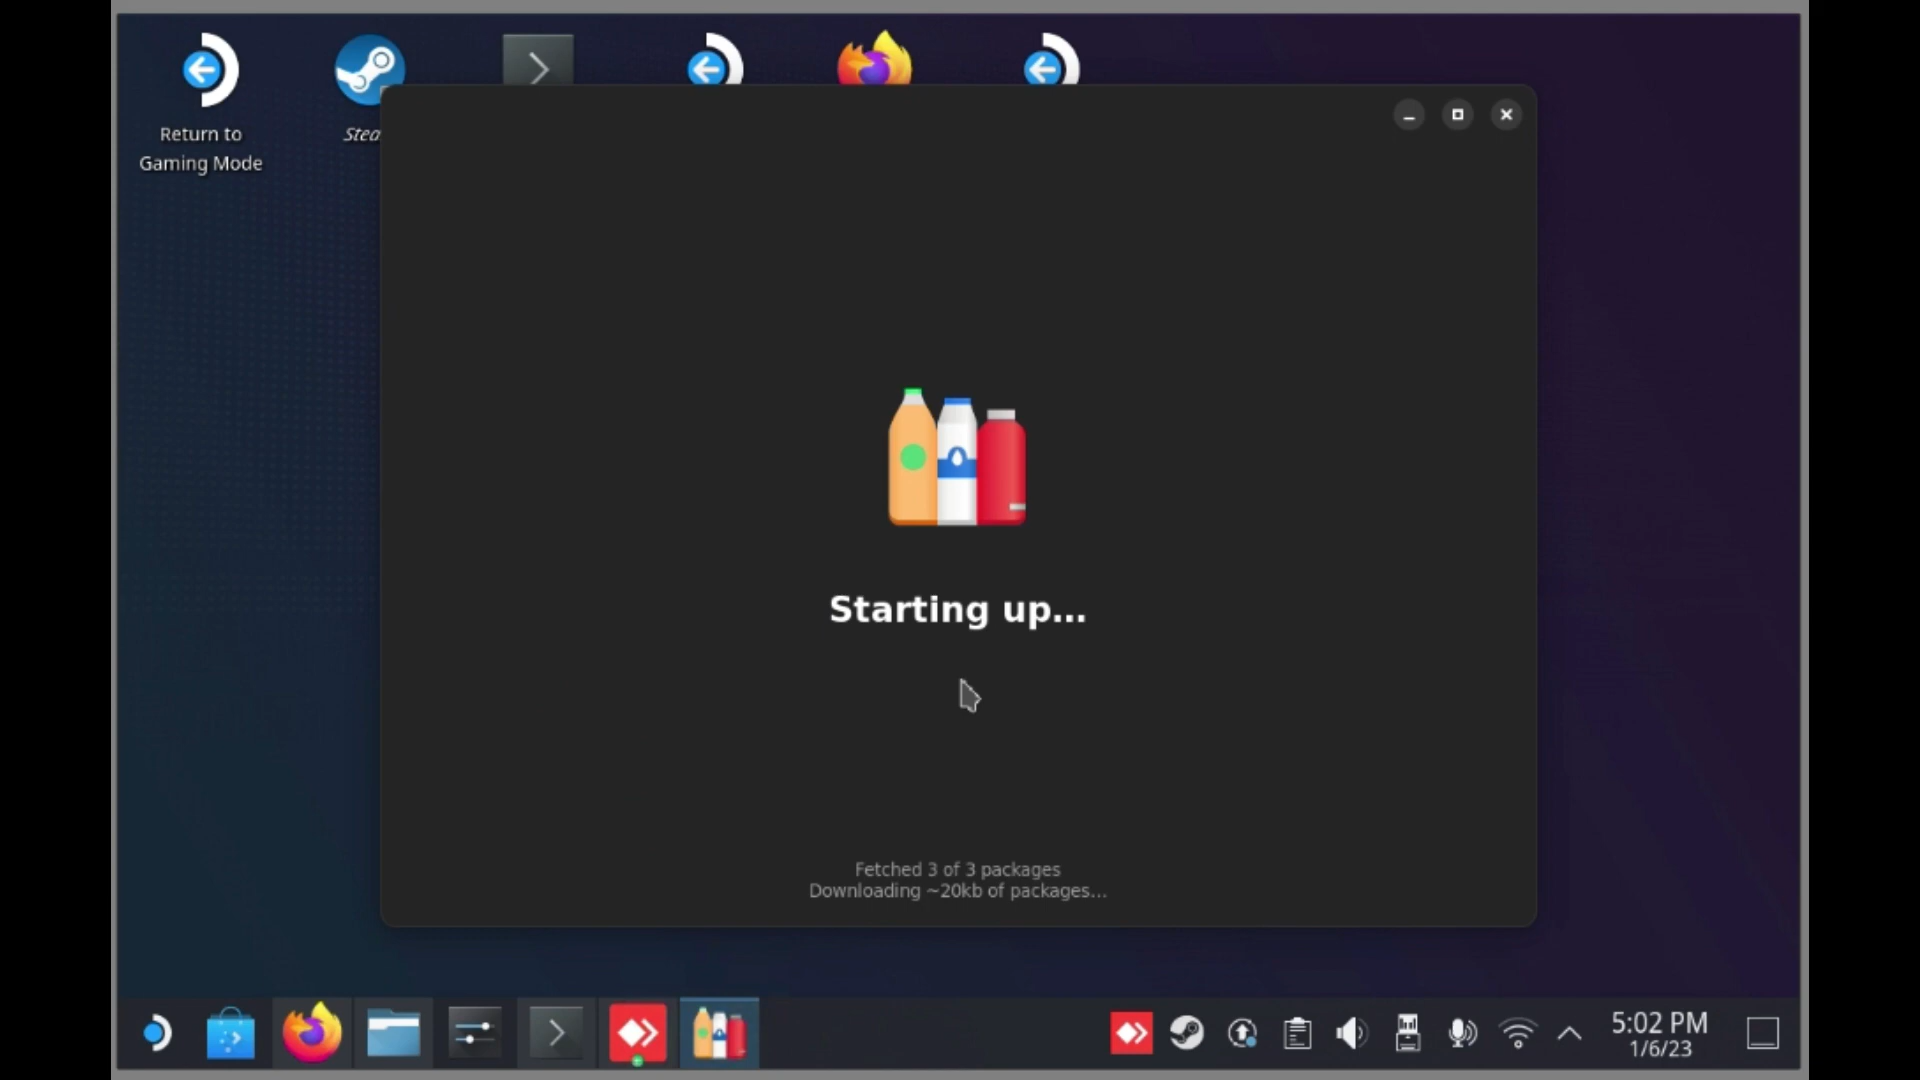 Return to
Gaming Mode
Stea
Starting up...
Fetched 3 of 3 packages
Downloading ~20kb of packages...
5:02 PM
1/6/23